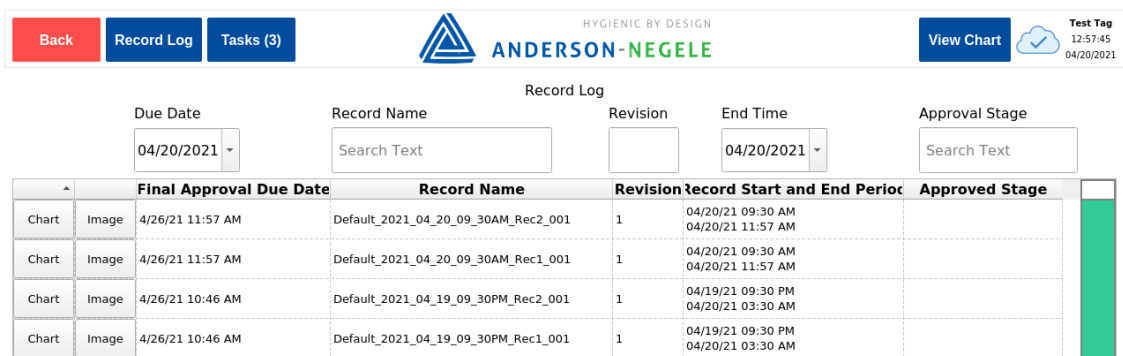 Back Record Log Tasks (3) HYGIENIC BY DESIGN View Chart Test Tag
ANDERSON-NEGELE 12:57:45
04/20/2021
Record Log
Due Date Record Name Revision End Time Approval Stage
04/20/2021 Search Text 04/20/2021 Search Text
Final Approval Due Date Record Name Revision Record Start and End Period Approved Stage
Chart Image 4/26/21 11:57 AM Default_2021_04_20_09_30AM_Rec2_001 1 04/20/21 09:30 AM
04/20/21 11:57 AM
Chart Image 4/26/21 11:57 AM Default_2021_04_20_09_30AM_Rec1_001 1 04/20/21 09:30 AM
04/20/21 11:57 AM
Chart Image 4/26/21 10:46 AM Default_2021_04_19_09_30PM_Rec2_001 1 04/19/21 09:30 PM
04/20/21 03:30 AM
Chart Image 4/26/21 10:46 AM Default_2021_04_19_09_30PM_Rec1_001 1 04/19/21 09:30 PM
04/20/21 03:30 AM